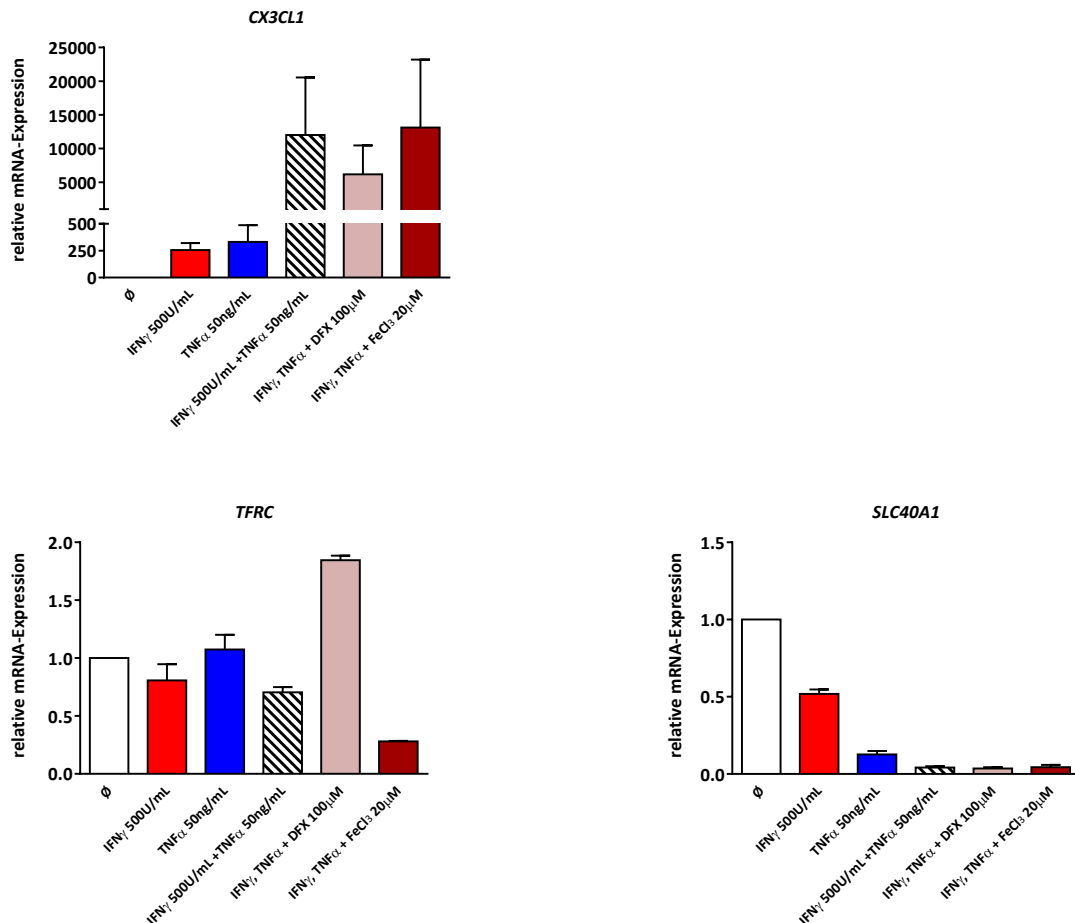 CX3CL1
relative mRNA-Expression
25000
20000
15000
10000
5000
500
250
0
Ø
IFNγ 500U/mL
TNFα 50ng/mL
IFNγ 500U/mL +TNFα 50ng/mL
IFNγ, TNFα + DFX 100μM
IFNγ, TNFα + FeCl₃ 20μM
TFRC
relative mRNA-Expression
2.0
1.5
1.0
0.5
0.0
Ø
IFNγ 500U/mL
TNFα 50ng/mL
IFNγ 500U/mL +TNFα 50ng/mL
IFNγ, TNFα + DFX 100μM
IFNγ, TNFα + FeCl₃ 20μM
SLC40A1
relative mRNA-Expression
1.5
1.0
0.5
0.0
Ø
IFNγ 500U/mL
TNFα 50ng/mL
IFNγ 500U/mL +TNFα 50ng/mL
IFNγ, TNFα + DFX 100μM
IFNγ, TNFα + FeCl₃ 20μM